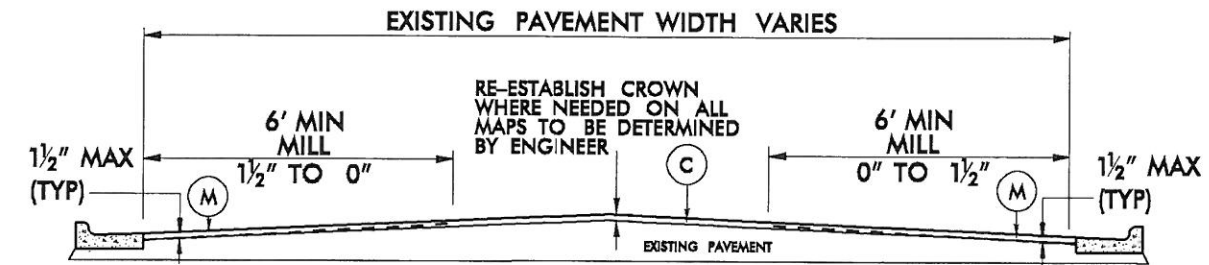 EXISTING PAVEMENT WIDTH VARIES
RE-ESTABLISH CROWN
WHERE NEEDED ON ALL
MAPS TO BE DETERMINED
BY ENGINEER
6' MIN
MILL
1½" TO 0"
6' MIN
MILL
0" TO 1½"
1½" MAX
(TYP)
M
C
M
1½" MAX
(TYP)
EXISTING PAVEMENT